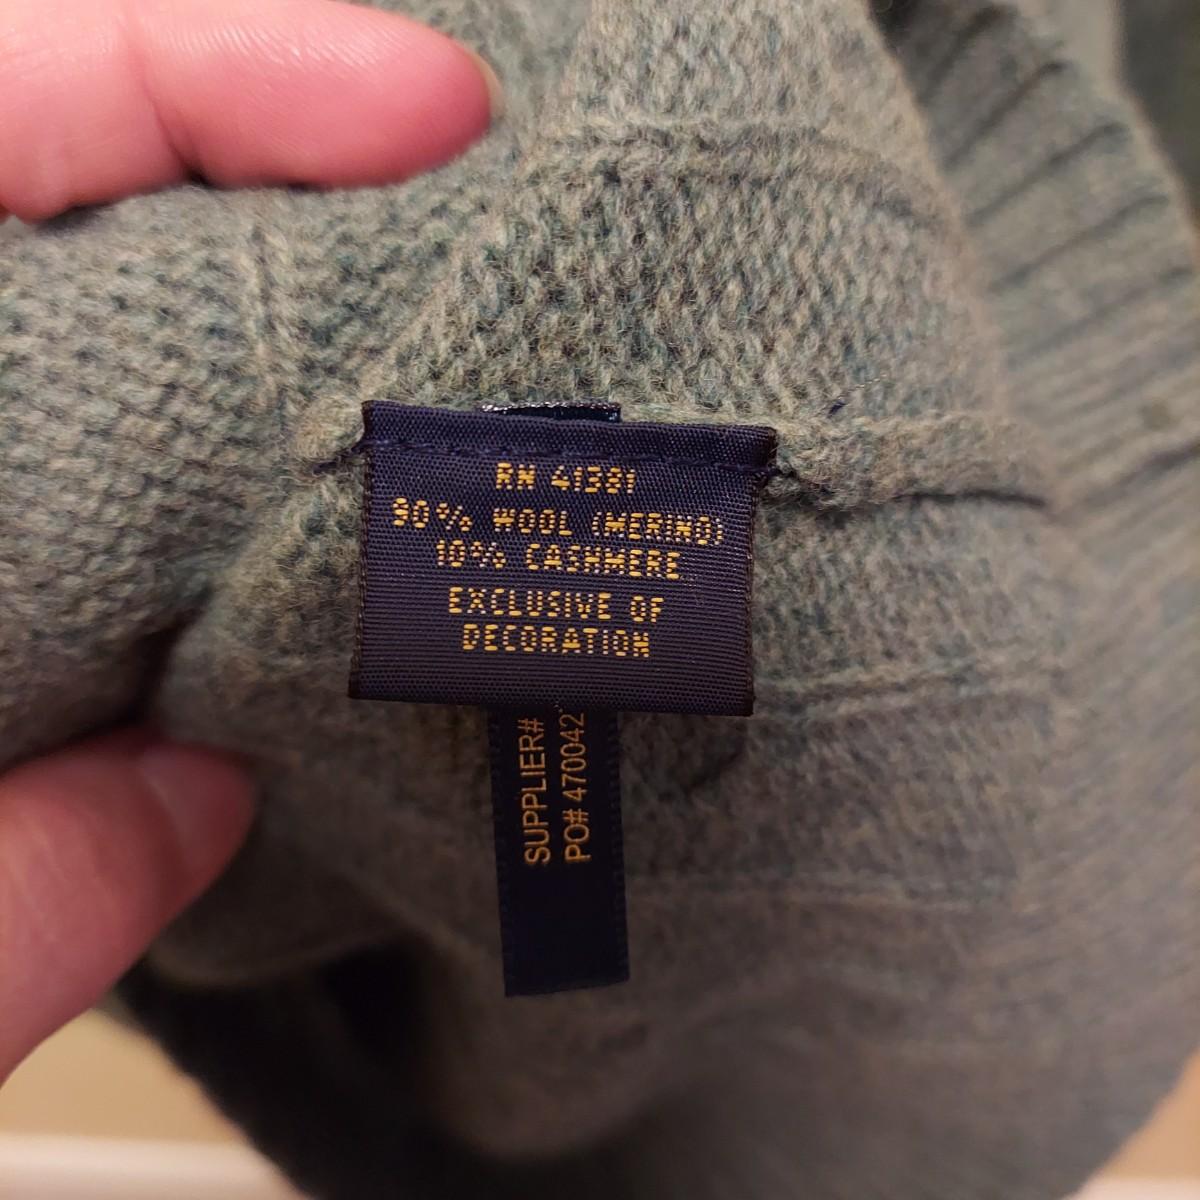 RN 41381
90% WOOL (MERINO)
10% CASHMERE
EXCLUSIVE OF
DECORATION
SUPPLIER#
PO# 470042